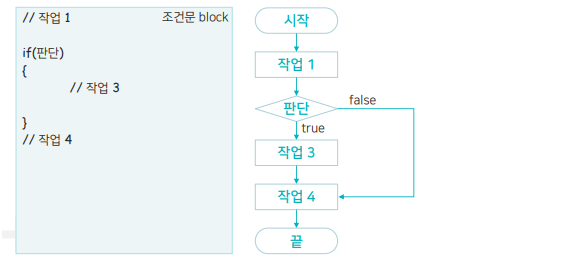 // 작업 1
조건문 block
if(판단)
{
// 작업 3
}
// 작업 4
시작
작업 1
판단
false
true
작업 3
작업 4
끝